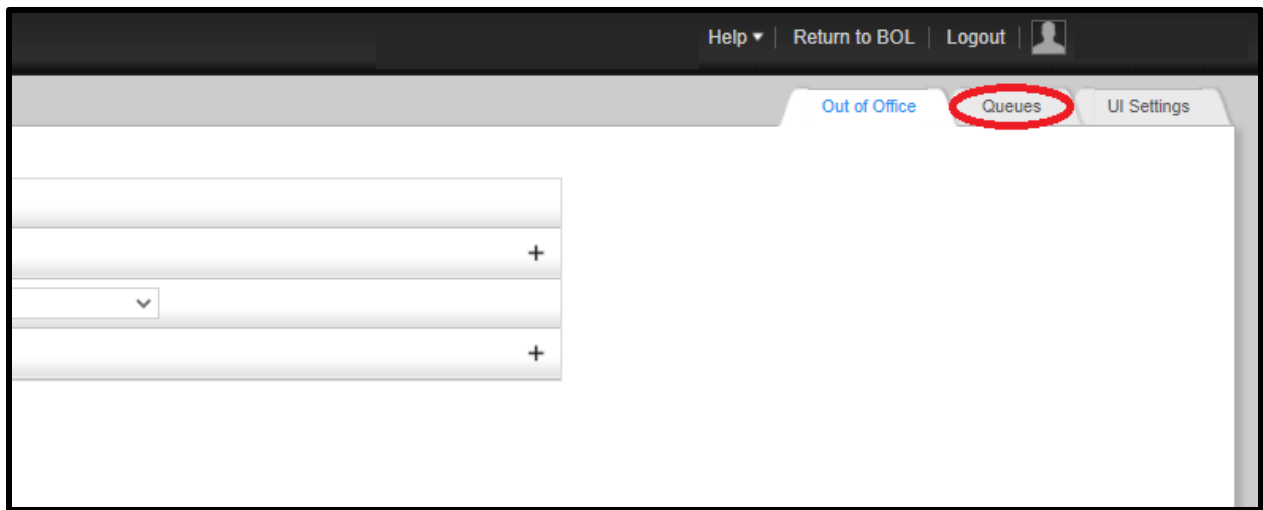 Help ▾ | Return to BOL | Logout |
Out of Office Queues UI Settings
+
+